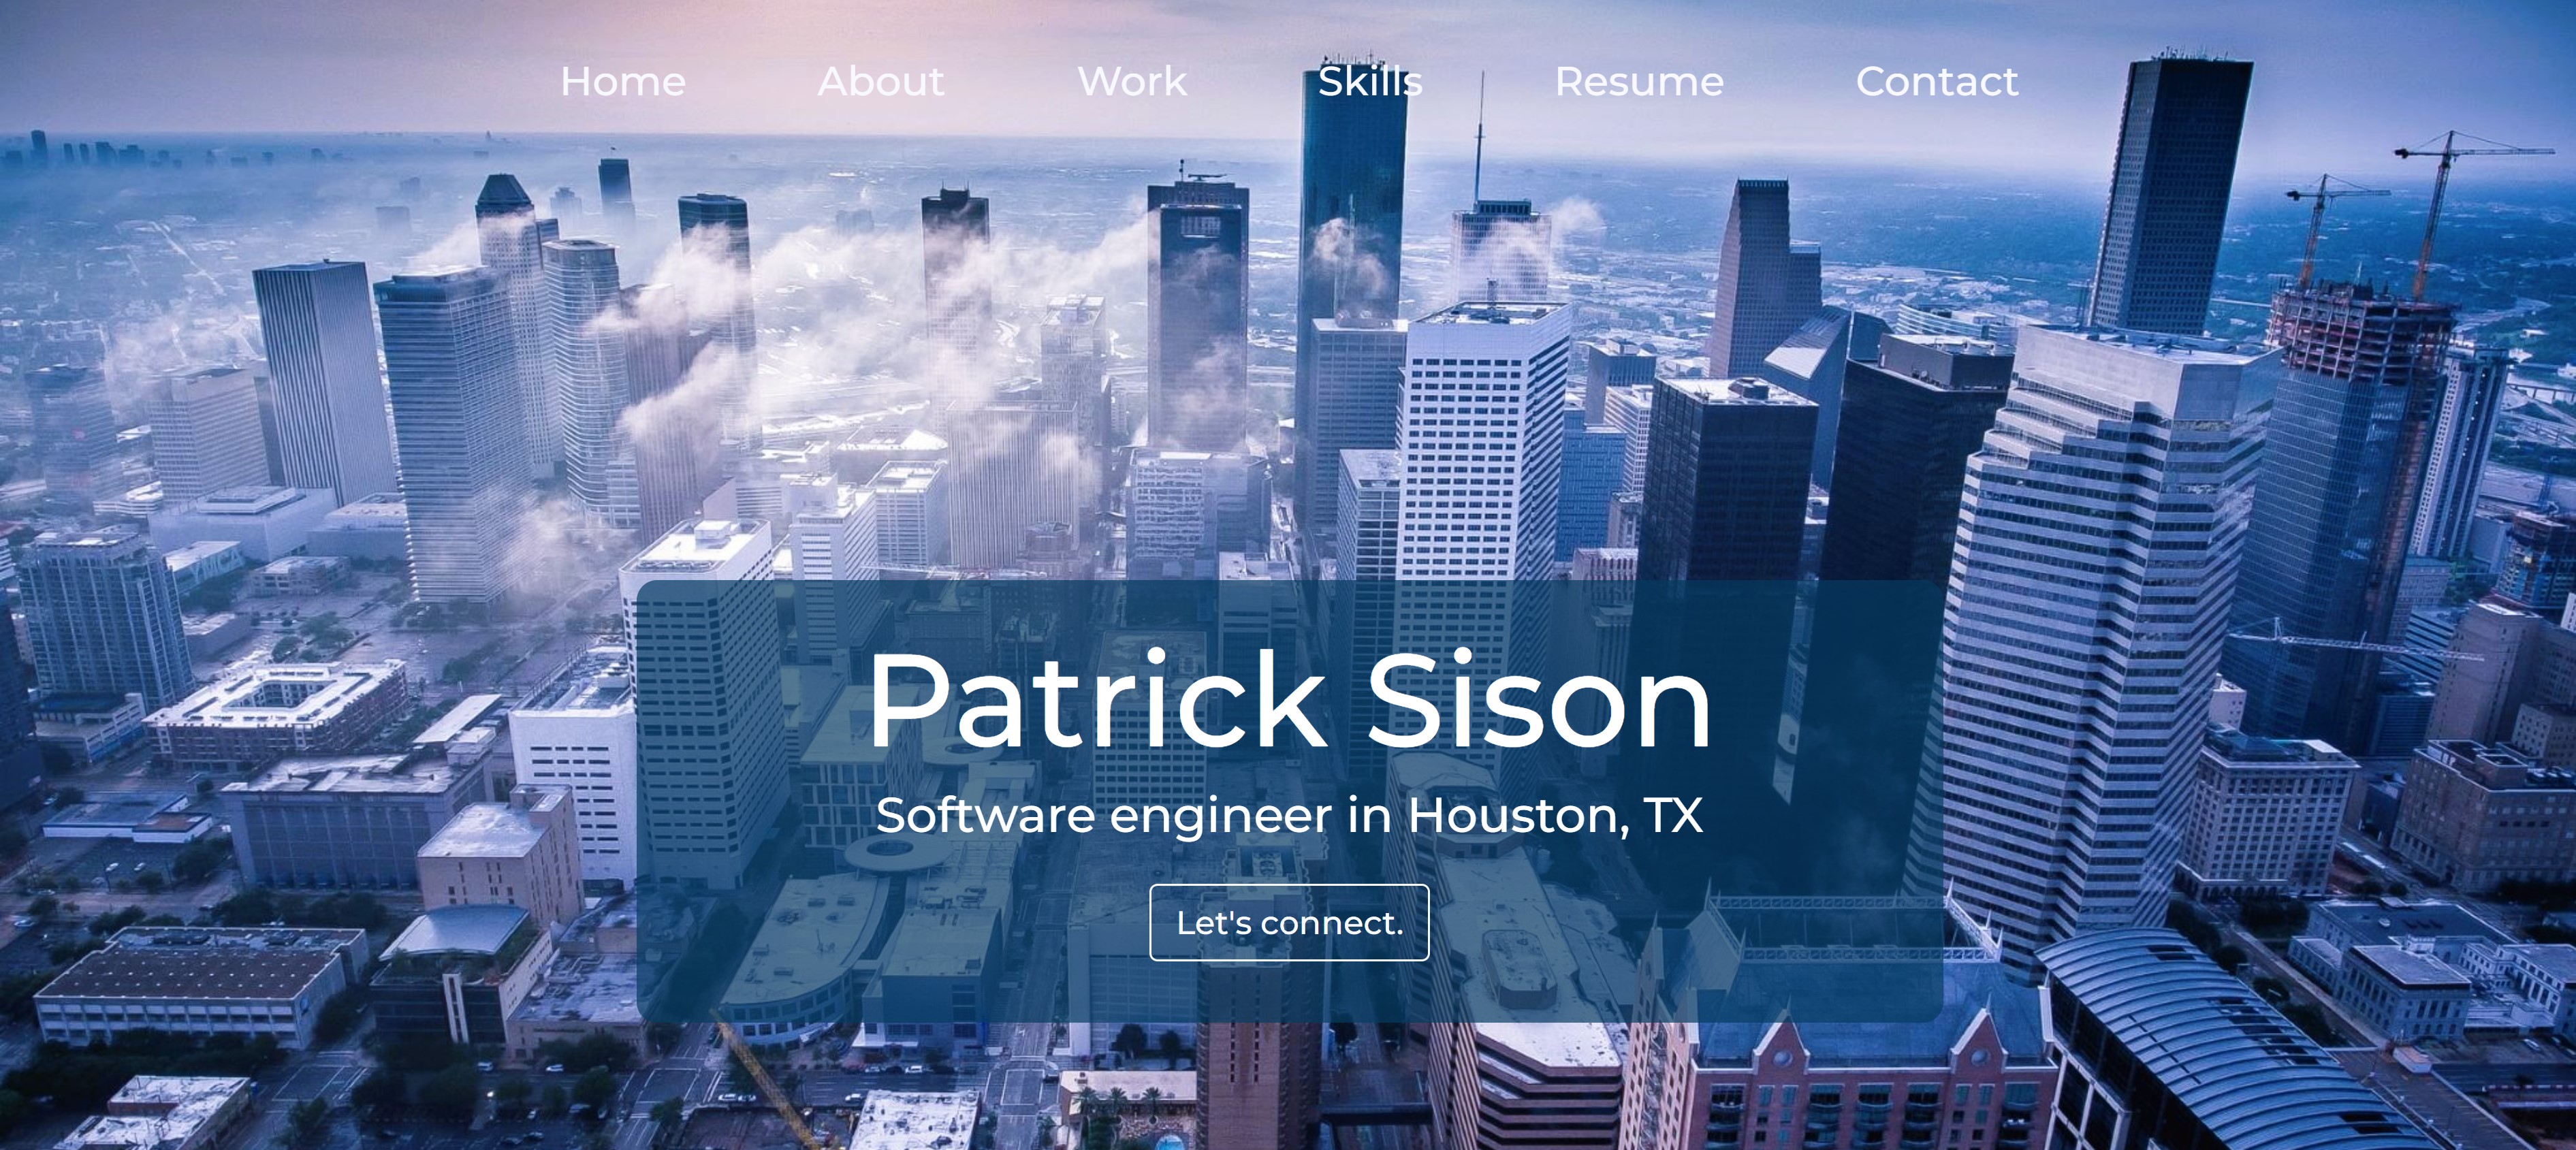 Home About Work Skills Resume Contact
Patrick Sison
Software engineer in Houston, TX
Let's connect.